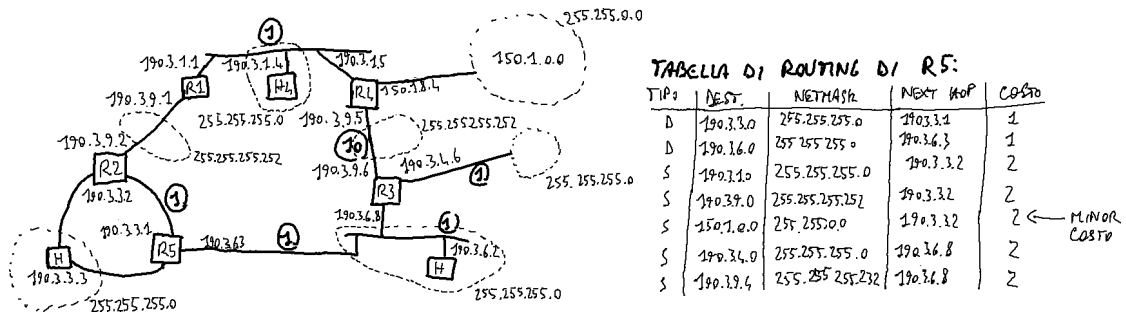 255.255.0.0
1
190.3.1.1
190.3.1.4
190.3.1.5
150.1.0.0
R1
H4
R4
150.1.8.4
190.3.9.1
255.255.255.0
190.3.9.5
255.255.255.252
190.3.9.2
10
255.255.255.252
R2
190.3.9.6
190.3.4.6
1
255.255.255.0
190.3.3.2
1
R3
190.3.6.8
190.3.3.1
1
1
H
R5
190.3.6.3
190.3.6.2
190.3.3.3
H
255.255.255.0
255.255.255.0
TABELLA DI ROUTING DI R5:
TIPO DEST. NETMASK NEXT HOP COSTO
D 190.3.3.0 255.255.255.0 190.3.3.1 1
D 190.3.6.0 255.255.255.0 190.3.6.3 1
S 190.3.1.0 255.255.255.0 190.3.3.2 2
S 190.3.9.0 255.255.255.252 190.3.3.2 2
S 150.1.0.0 255.255.0.0 190.3.3.2 2 MINOR COSTO
S 190.3.4.0 255.255.255.0 190.3.6.8 2
S 190.3.9.4 255.255.255.232 190.3.6.8 2